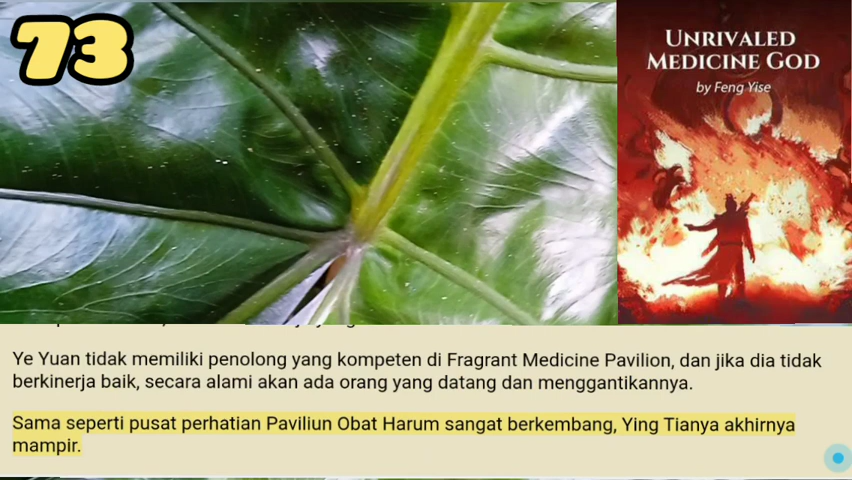 73
UNRIVALED
MEDICINE GOD
by Feng Yise
Ye Yuan tidak memiliki penolong yang kompeten di Fragrant Medicine Pavilion, dan jika dia tidak
berkinerja baik, secara alami akan ada orang yang datang dan menggantikannya.
Sama seperti pusat perhatian Paviliun Obat Harum sangat berkembang, Ying Tianya akhirnya
mampir.